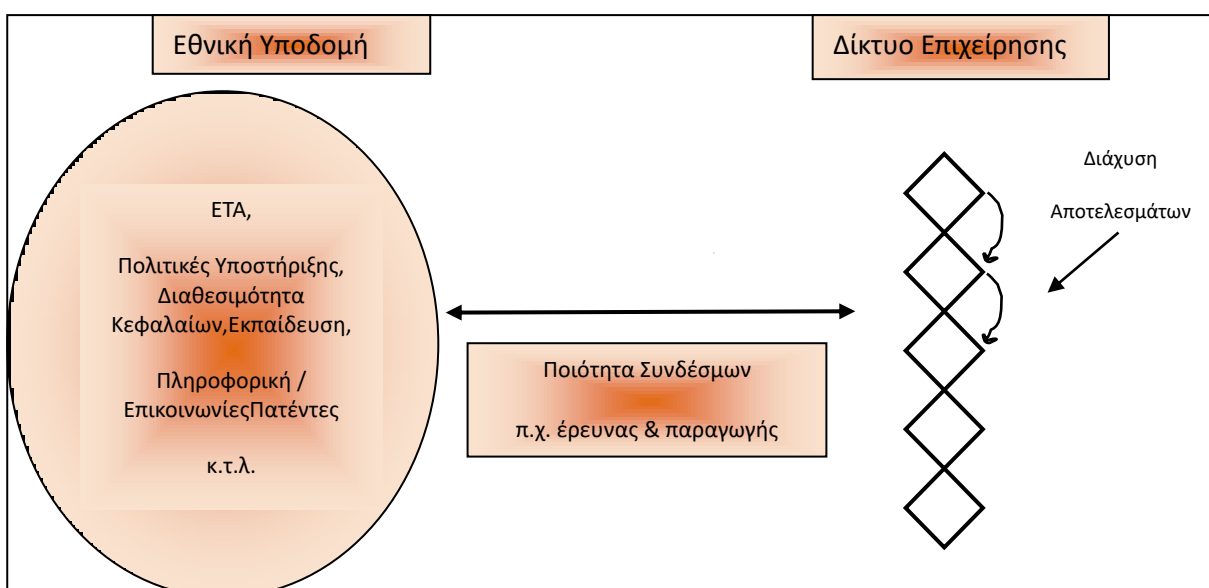 Εθνική Υποδομή
Δίκτυο Επιχείρησης
ΕΤΑ,
Πολιτικές Υποστήριξης,
Διαθεσιμότητα
Κεφαλαίων,Εκπαίδευση,
Πληροφορική /
ΕπικοινωνίεςΠατέντες
κ.τ.λ.
Ποιότητα Συνδέσμων
π.χ. έρευνας & παραγωγής
Διάχυση
Αποτελεσμάτων